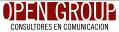 OPEN GROUP
CONSULTORES EN COMUNICACION